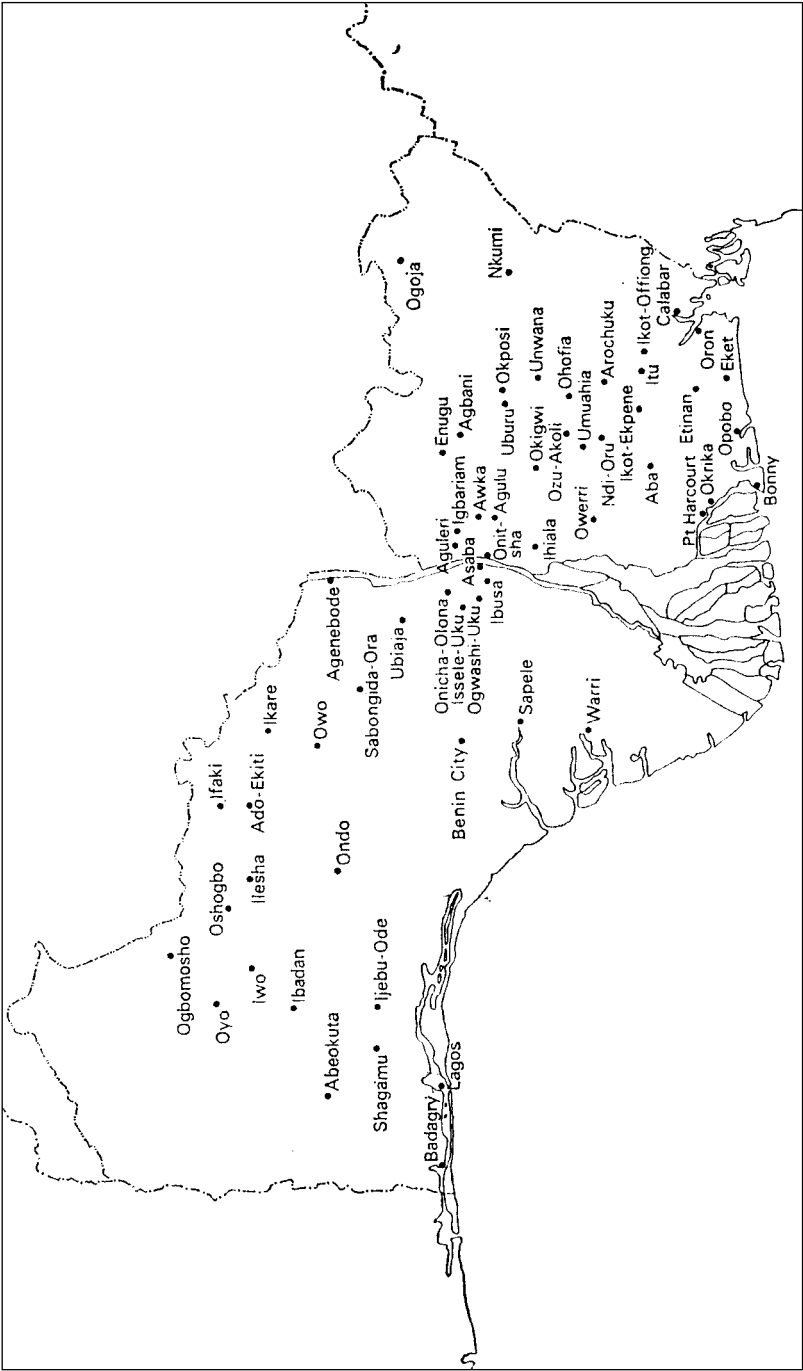 Ogbomosho
Oyo
Oshogbo
Ifaki
Iwo
Ilesha
Ado-Ekiti
Ikare
Ibadan
Abeokuta
Ondo
Owo
Agenebode
Shagamu
Ijebu-Ode
Sabongida-Ora
Ubiaja
Badagry
Lagos
Benin City
Onicha-Olona
Issele-Uku
Ogwashi-Uku
Ibusa
Asaba
Aguleri
Igbariam
Awka
Onit-
sha
Agulu
Enugu
Agbani
Ogoja
Nkumi
Sapele
Warri
Ihiala
Uburu
Okposi
Okigwi
Unwana
Ozu-Akoli
Ohofia
Owerri
Umuahia
Ndi-Oru
Arochuku
Ikot-Ekpene
Aba
Itu
Ikot-Offiong
Calabar
Pt Harcourt
Okrika
Etinan
Oron
Opobo
Eket
Bonny